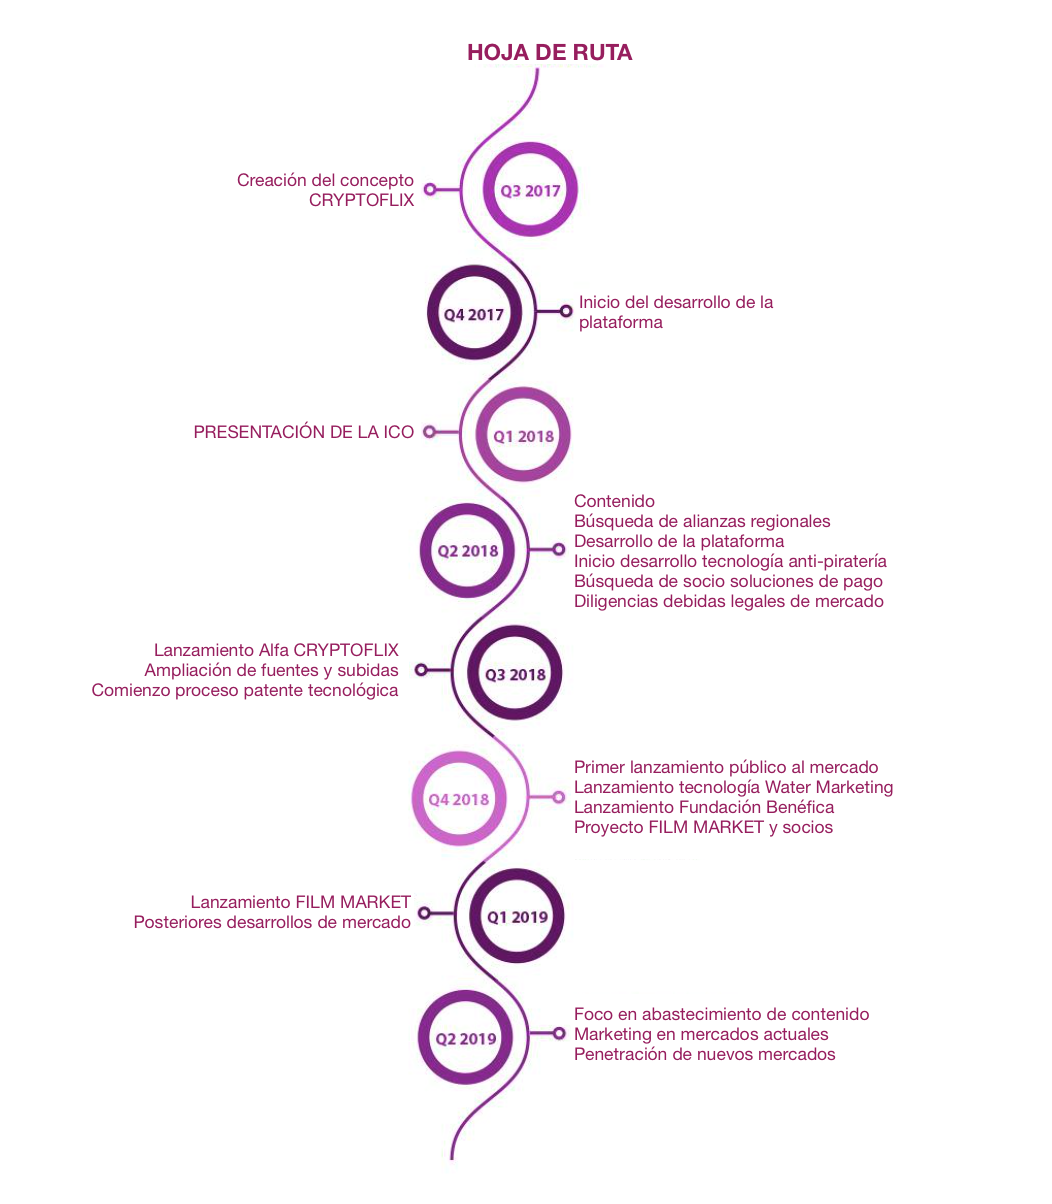 HOJA DE RUTA
Creación del concepto
CRYPTOFLIX
Q3 2017
Q4 2017
Inicio del desarrollo de la
plataforma
PRESENTACIÓN DE LA ICO
Q1 2018
Q2 2018
Contenido
Búsqueda de alianzas regionales
Desarrollo de la plataforma
Inicio desarrollo tecnología anti-piratería
Búsqueda de socio soluciones de pago
Diligencias debidas legales de mercado
Lanzamiento Alfa CRYPTOFLIX
Ampliación de fuentes y subidas
Comienzo proceso patente tecnológica
Q3 2018
Q4 2018
Primer lanzamiento público al mercado
Lanzamiento tecnología Water Marketing
Lanzamiento Fundación Benéfica
Proyecto FILM MARKET y socios
Lanzamiento FILM MARKET
Posteriores desarrollos de mercado
Q1 2019
Q2 2019
Foco en abastecimiento de contenido
Marketing en mercados actuales
Penetración de nuevos mercados